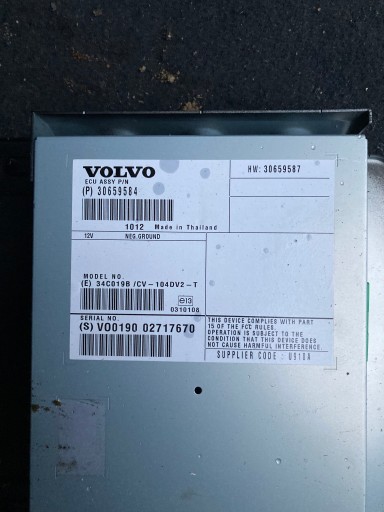 VOLVO
ECU ASSY P/N
(P) 30659584
HW: 30659587
1012 Made in Thailand
12V NEG.GROUND
MODEL NO.
(E) 34C019B /CV-104DV2-T
e13
0310108
SERIAL NO.
(S) V00190 02717670
THIS DEVICE COMPLIES WITH PART
15 OF THE FCC RULES.
OPERATION IS SUBJECT TO THE
CONDITION THAT THIS DEVICE DOES
NOT CAUSE HARMFUL INTERFERENCE.
SUPPLIER CODE : U910A